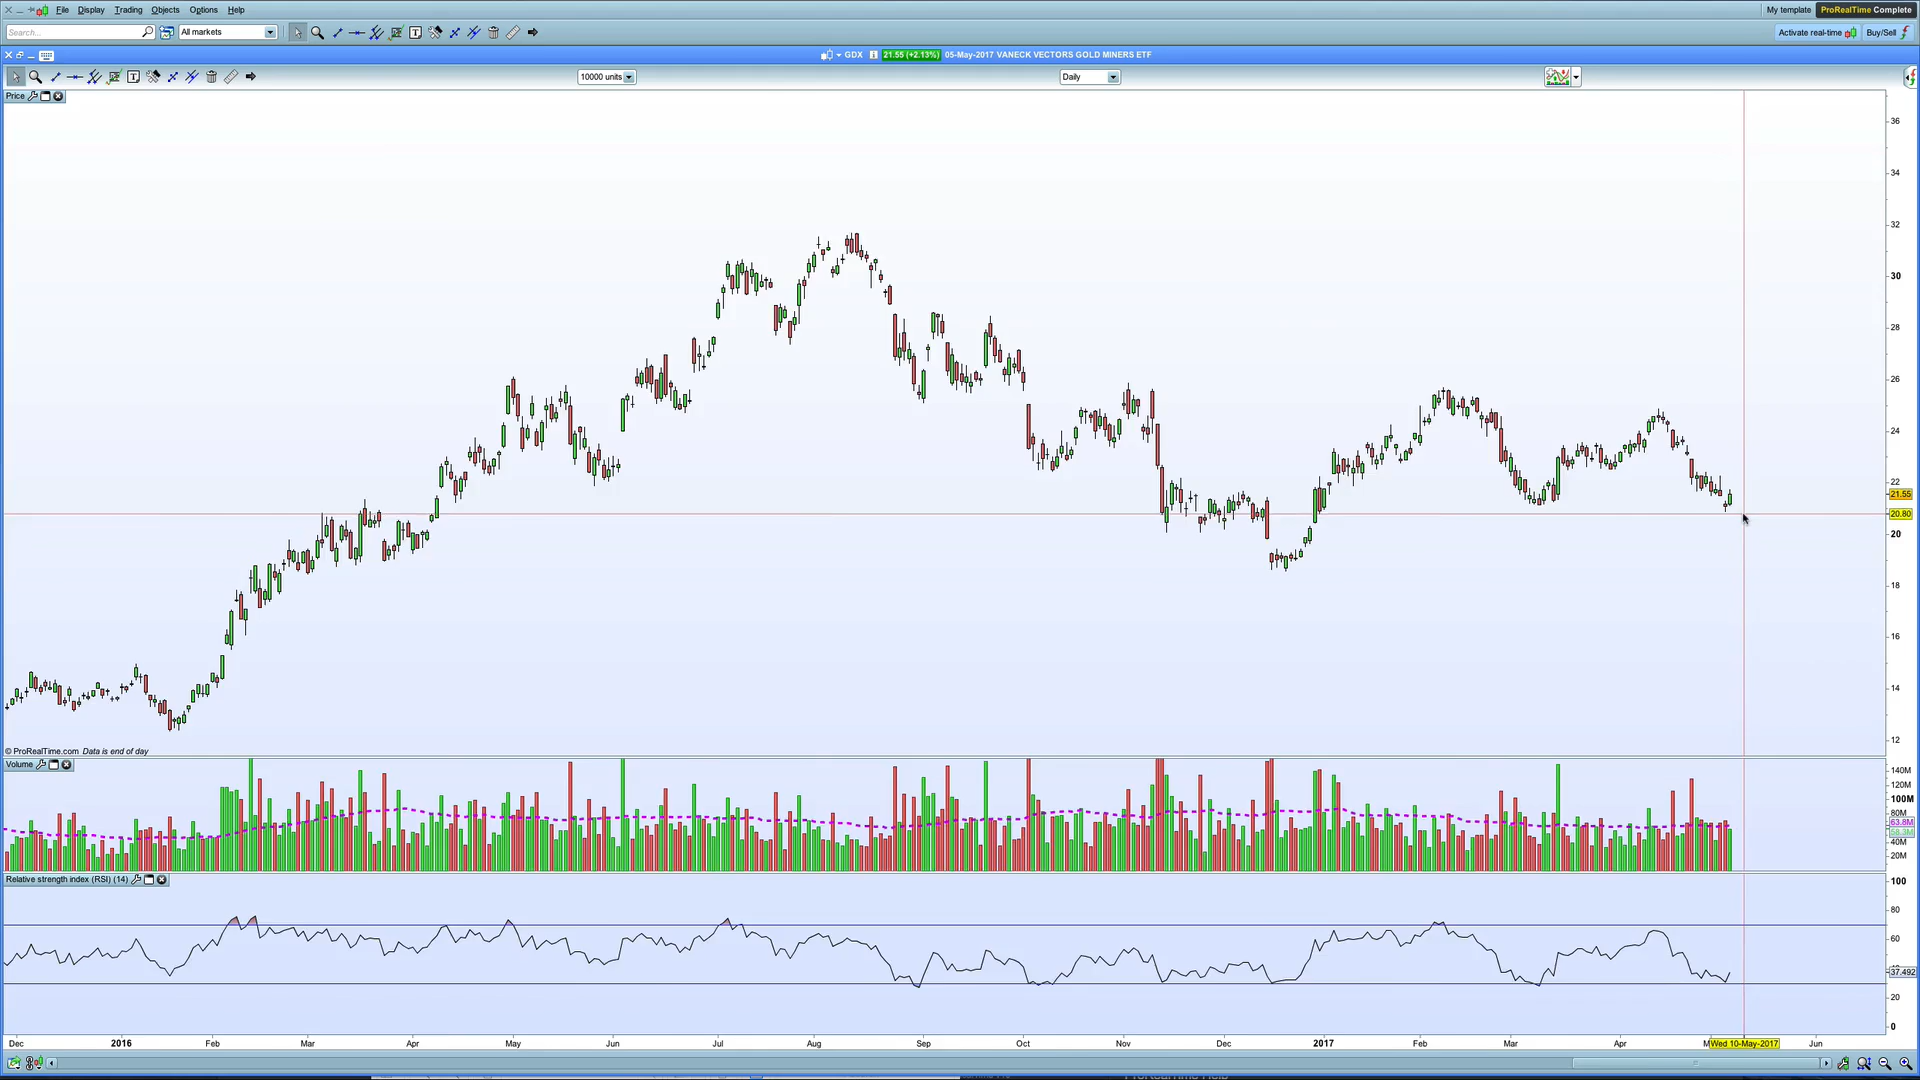 File Display Trading Objects Options Help My template ProRealTime Complete
Search... All markets Activate real-time Buy/Sell
GDX 21.55 (+2.13%) 05-May-2017 VANECK VECTORS GOLD MINERS ETF
10000 units Daily
Price
36
34
32
30
28
26
24
22
21.55
20.80
20
18
16
14
12
© ProRealTime.com Data is end of day
Volume
140M
100M
80M
63.8M
58.3M
40M
20M
Relative strength index (RSI) (14)
100
80
60
37.492
20
0
Dec 2016 Feb Mar Apr May Jun Jul Aug Sep Oct Nov Dec 2017 Feb Mar Apr Wed 10-May-2017 Jun